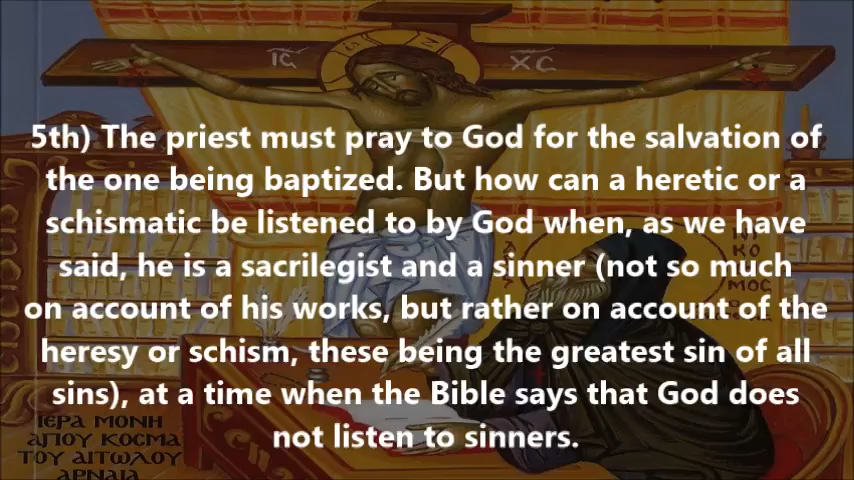 IC XC
5th) The priest must pray to God for the salvation of
the one being baptized. But how can a heretic or a
schismatic be listened to by God when, as we have
said, he is a sacrilegist and a sinner (not so much
on account of his works, but rather on account of the
heresy or schism, these being the greatest sin of all
sins), at a time when the Bible says that God does
not listen to sinners.
ΙΕΡΑ ΜΟΝΗ
ΑΓΙΟΥ ΚΟΣΜΑ
ΤΟΥ ΑΙΤΩΛΟΥ
ΑΡΝΑΙΑ